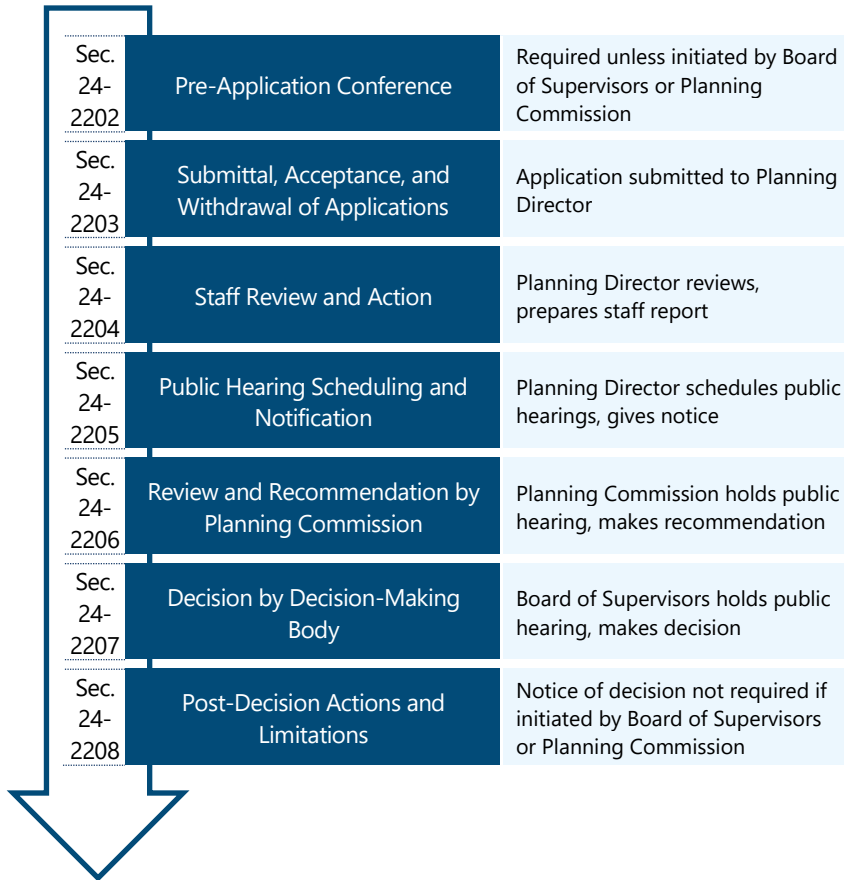 Sec.
24-
2202
Pre-Application Conference
Required unless initiated by Board
of Supervisors or Planning
Commission
Sec.
24-
2203
Submittal, Acceptance, and
Withdrawal of Applications
Application submitted to Planning
Director
Sec.
24-
2204
Staff Review and Action
Planning Director reviews,
prepares staff report
Sec.
24-
2205
Public Hearing Scheduling and
Notification
Planning Director schedules public
hearings, gives notice
Sec.
24-
2206
Review and Recommendation by
Planning Commission
Planning Commission holds public
hearing, makes recommendation
Sec.
24-
2207
Decision by Decision-Making
Body
Board of Supervisors holds public
hearing, makes decision
Sec.
24-
2208
Post-Decision Actions and
Limitations
Notice of decision not required if
initiated by Board of Supervisors
or Planning Commission